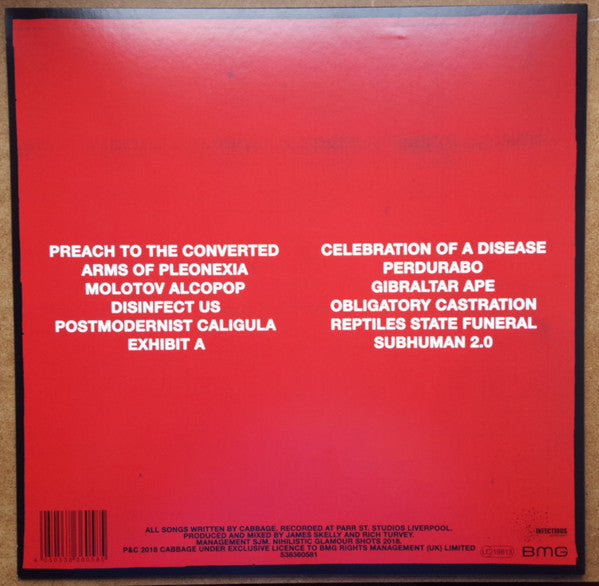 PREACH TO THE CONVERTED
ARMS OF PLEONEXIA
MOLOTOV ALCOPOP
DISINFECT US
POSTMODERNIST CALIGULA
EXHIBIT A
CELEBRATION OF A DISEASE
PERDURABO
GIBRALTAR APE
OBLIGATORY CASTRATION
REPTILES STATE FUNERAL
SUBHUMAN 2.0
ALL SONGS WRITTEN BY CABBAGE. RECORDED AT PARR ST. STUDIOS LIVERPOOL.
PRODUCED AND MIXED BY JAMES SKELLY AND RICH TURVEY.
MANAGEMENT SJM. NIHILISTIC GLAMOUR SHOTS 2018.
P&C 2018 CABBAGE UNDER EXCLUSIVE LICENCE TO BMG RIGHTS MANAGEMENT (UK) LIMITED
538360581
INFECTIOUS
BMG